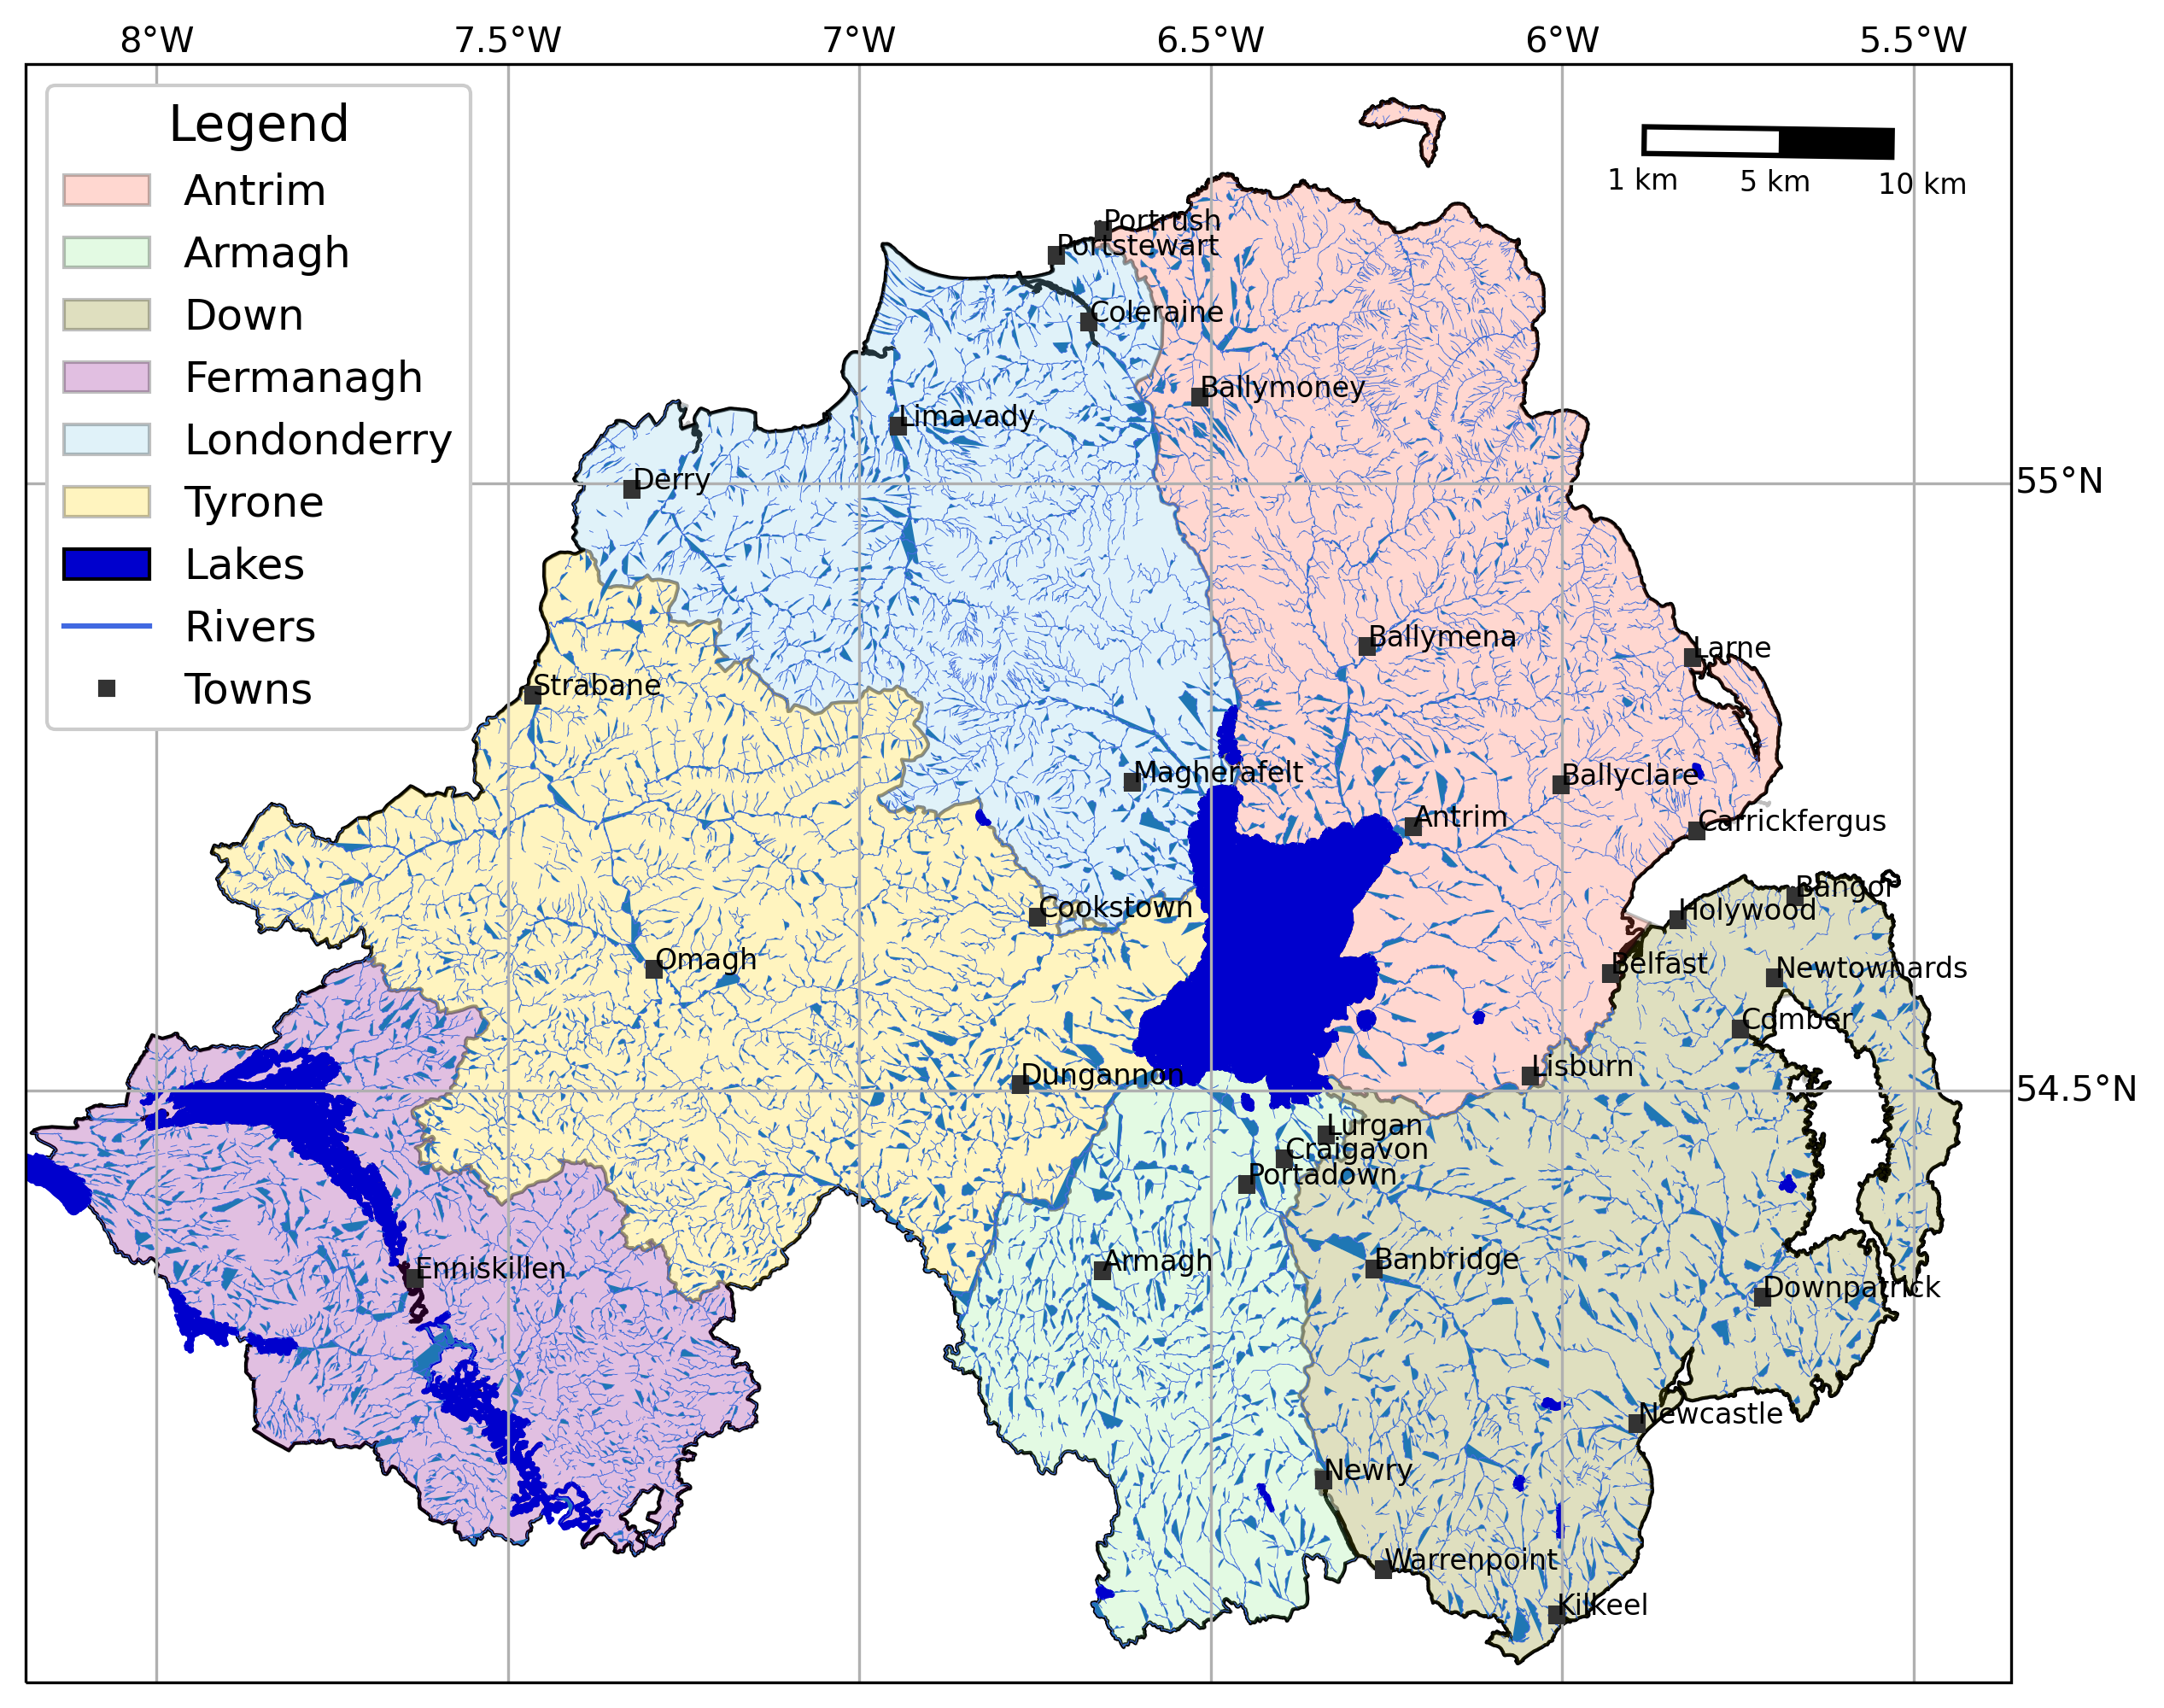 8°W 7.5°W 7°W 6.5°W 6°W 5.5°W
Legend
Antrim
Armagh
Down
Fermanagh
Londonderry
Tyrone
Lakes
Rivers
Towns
1 km 5 km 10 km
Portrush
Portstewart
Coleraine
Ballymoney
Limavady
Derry
55°N
Ballymena
Larne
Strabane
Magherafelt
Ballyclare
Antrim
Carrickfergus
Bangor
Cookstown
Holywood
Omagh
Belfast
Newtownards
Comber
Dungannon
Lisburn
54.5°N
Lurgan
Craigavon
Portadown
Armagh
Banbridge
Enniskillen
Downpatrick
Newcastle
Newry
Warrenpoint
Kilkeel